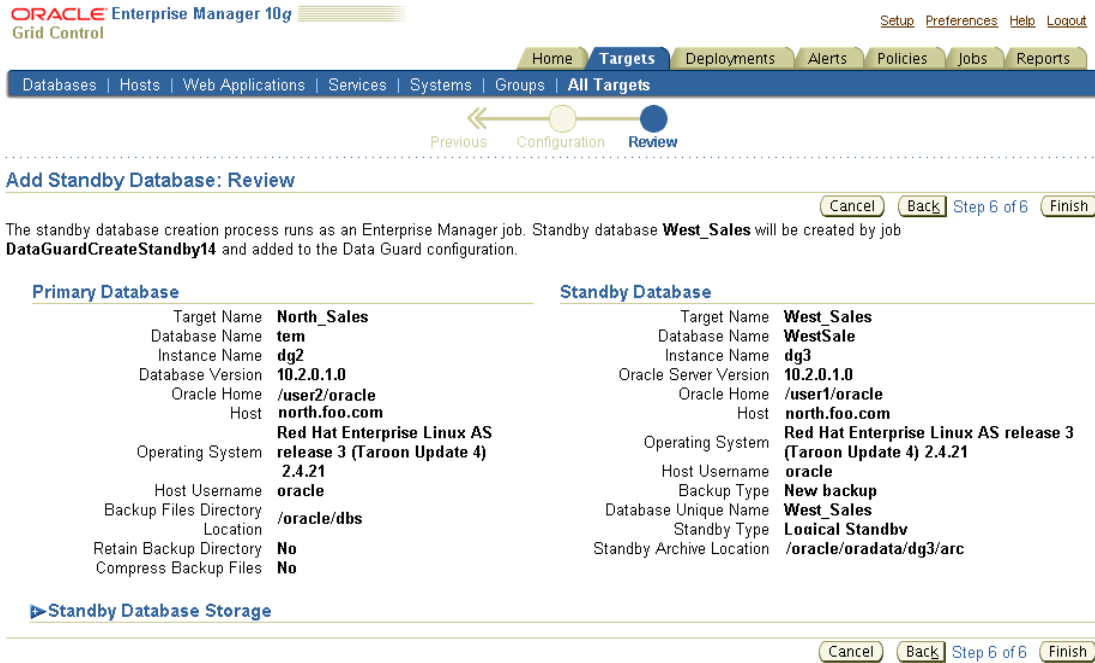 ORACLE Enterprise Manager 10g
Grid Control
Setup Preferences Help Logout
Home Targets Deployments Alerts Policies Jobs Reports
Databases | Hosts | Web Applications | Services | Systems | Groups | All Targets
Previous Configuration Review
Add Standby Database: Review
Cancel Back Step 6 of 6 Finish
The standby database creation process runs as an Enterprise Manager job. Standby database West_Sales will be created by job
DataGuardCreateStandby14 and added to the Data Guard configuration.
Primary Database
Target Name North_Sales
Database Name tem
Instance Name dg2
Database Version 10.2.0.1.0
Oracle Home /user2/oracle
Host north.foo.com
Operating System Red Hat Enterprise Linux AS
release 3 (Taroon Update 4)
2.4.21
Host Username oracle
Backup Files Directory
Location /oracle/dbs
Retain Backup Directory No
Compress Backup Files No
Standby Database
Target Name West_Sales
Database Name WestSale
Instance Name dg3
Oracle Server Version 10.2.0.1.0
Oracle Home /user1/oracle
Host north.foo.com
Operating System Red Hat Enterprise Linux AS release 3
(Taroon Update 4) 2.4.21
Host Username oracle
Backup Type New backup
Database Unique Name West_Sales
Standby Type Logical Standby
Standby Archive Location /oracle/oradata/dg3/arc
Standby Database Storage
Cancel Back Step 6 of 6 Finish